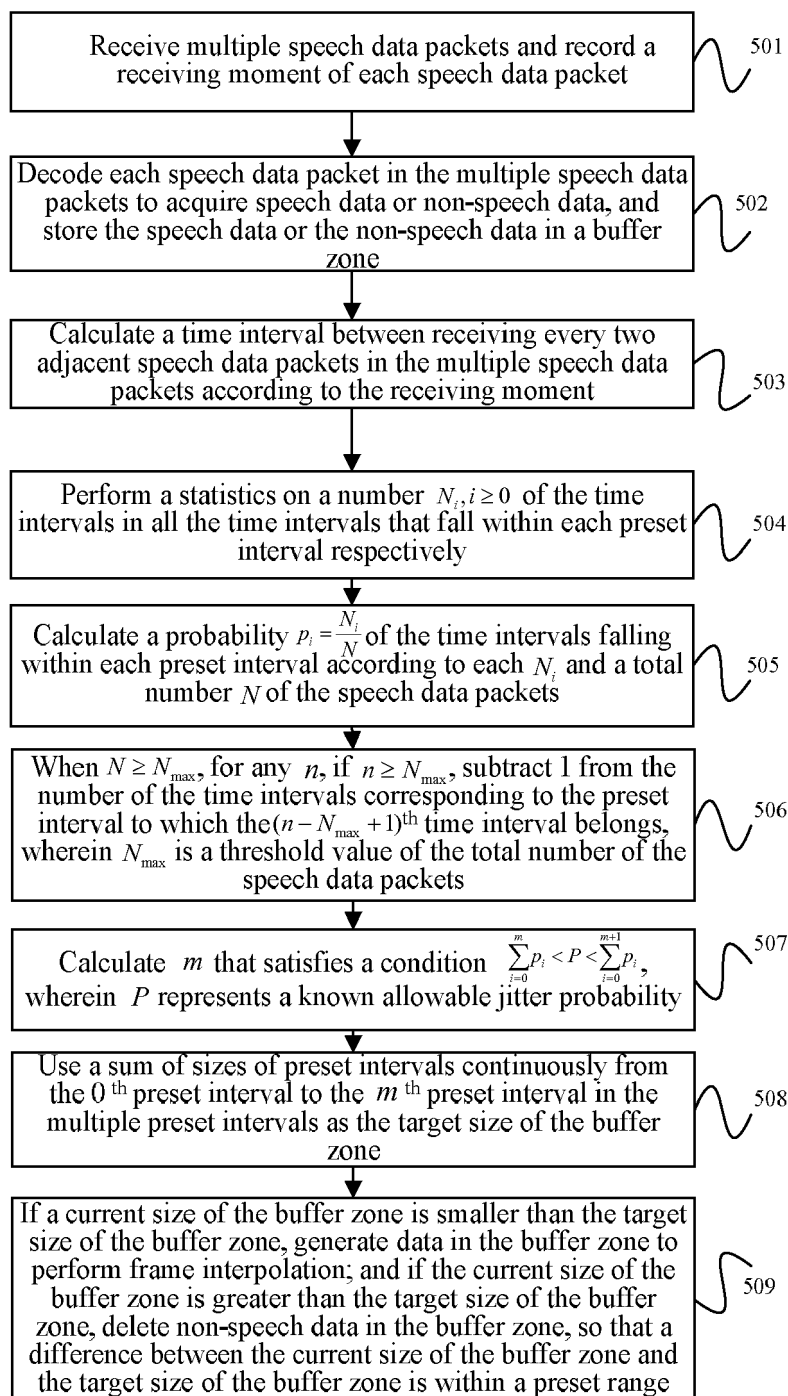 Receive multiple speech data packets and record a
receiving moment of each speech data packet
501
Decode each speech data packet in the multiple speech data
packets to acquire speech data or non-speech data, and
store the speech data or the non-speech data in a buffer
zone
502
Calculate a time interval between receiving every two
adjacent speech data packets in the multiple speech data
packets according to the receiving moment
503
Perform a statistics on a number N_i, i ≥ 0 of the time
intervals in all the time intervals that fall within each preset
interval respectively
504
Calculate a probability p_i = N_i/N of the time intervals falling
within each preset interval according to each N_i and a total
number N of the speech data packets
505
When N ≥ N_max, for any n, if n ≥ N_max, subtract 1 from the
number of the time intervals corresponding to the preset
interval to which the (n − N_max + 1)th time interval belongs,
wherein N_max is a threshold value of the total number of the
speech data packets
506
Calculate m that satisfies a condition ∑_{i=0}^{m} p_i < P < ∑_{i=0}^{m+1} p_i,
wherein P represents a known allowable jitter probability
507
Use a sum of sizes of preset intervals continuously from
the 0 th preset interval to the m th preset interval in the
multiple preset intervals as the target size of the buffer
zone
508
If a current size of the buffer zone is smaller than the target
size of the buffer zone, generate data in the buffer zone to
perform frame interpolation; and if the current size of the
buffer zone is greater than the target size of the buffer
zone, delete non-speech data in the buffer zone, so that a
difference between the current size of the buffer zone and
the target size of the buffer zone is within a preset range
509